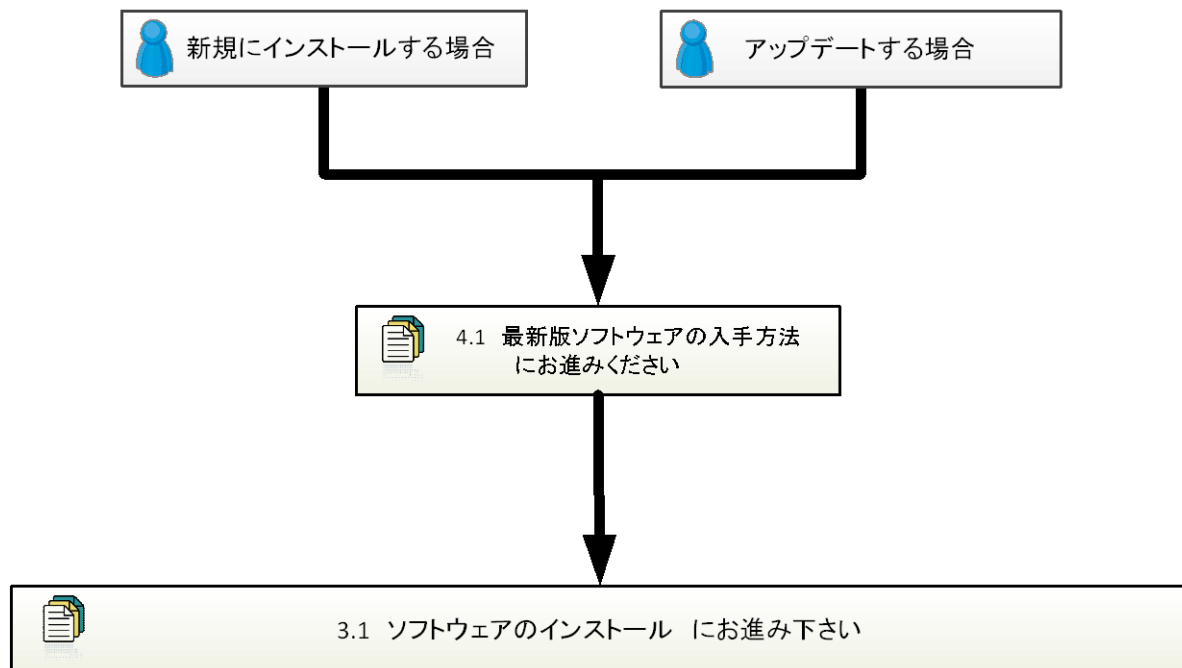 新規にインストールする場合
アップデートする場合
4.1 最新版ソフトウェアの入手方法
にお進みください
3.1 ソフトウェアのインストール にお進み下さい